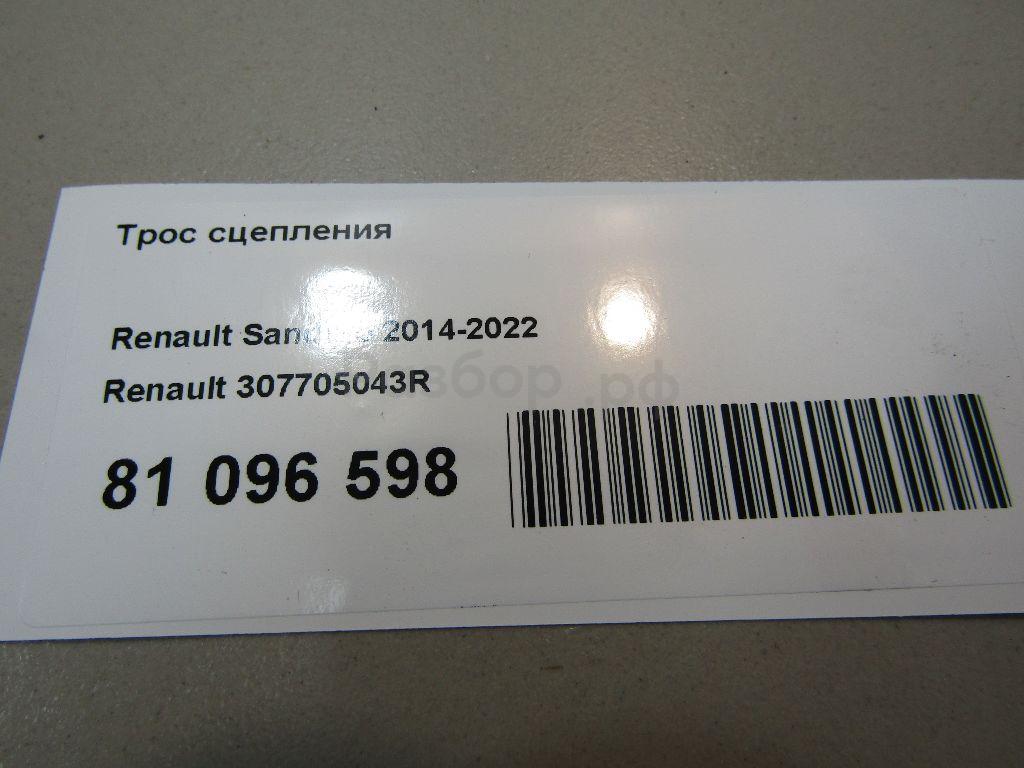 Трос сцепления
Renault 2014-2022
Renault 307705043R
81 096 598